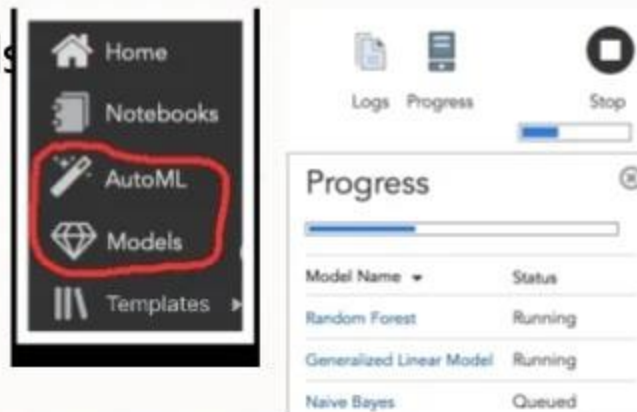 Home
Notebooks
AutoML
Models
Templates
Logs Progress Stop
Progress
Model Name Status
Random Forest Running
Generalized Linear Model Running
Naive Bayes Queued